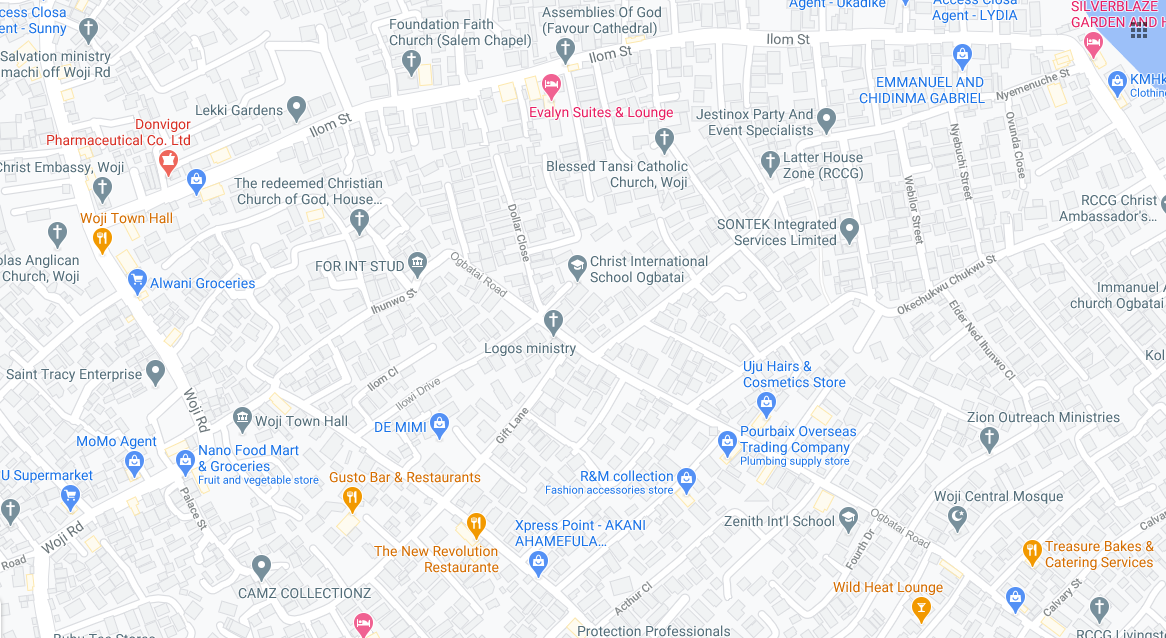 ccess Closa
ent - Sunny
Foundation Faith
Church (Salem Chapel)
Assemblies Of God
(Favour Cathedral)
Agent - Ukadike
Access Closa
Agent - LYDIA
SILVERBLAZE
GARDEN AND H
Salvation ministry
machi off Woji Rd
Ilom St
Ilom St
EMMANUEL AND
CHIDINMA GABRIEL
Nyemenuche St
KMHk
Clothing
Lekki Gardens
Evalyn Suites & Lounge
Jestinox Party And
Event Specialists
Donvigor
Pharmaceutical Co. Ltd
Ilom St
Nyebuchi Street
Ovunda Close
Christ Embassy, Woji
Blessed Tansi Catholic
Church, Woji
Latter House
Zone (RCCG)
The redeemed Christian
Church of God, House...
Webilor Street
RCCG Christ
Ambassador's...
Woji Town Hall
Dollar Close
SONTEK Integrated
Services Limited
olas Anglican
Church, Woji
FOR INT STUD
Ogbatai Road
Christ International
School Ogbatai
Okechukwu Chukwu St
Alwani Groceries
Ihunwo St
Immanuel A
church Ogbatai
Elder Ned Ihunwo Cl
Logos ministry
Kol
Saint Tracy Enterprise
Ilom Cl
Ilowi Drive
Uju Hairs &
Cosmetics Store
Woji Rd
Woji Town Hall
DE MIMI
Gift Lane
Zion Outreach Ministries
MoMo Agent
Nano Food Mart
& Groceries
Fruit and vegetable store
Pourbaix Overseas
Trading Company
Plumbing supply store
U Supermarket
Gusto Bar & Restaurants
R&M collection
Fashion accessories store
Palace St
Woji Central Mosque
Woji Rd
Xpress Point - AKANI
AHAMEFULA...
Zenith Int'l School
Ogbatai Road
Calvary
The New Revolution
Restaurante
Fourth Dr
Treasure Bakes &
Catering Services
Road
CAMZ COLLECTIONZ
Acthur Cl
Wild Heat Lounge
Calvary St
Protection Professionals
RCCG Livingst